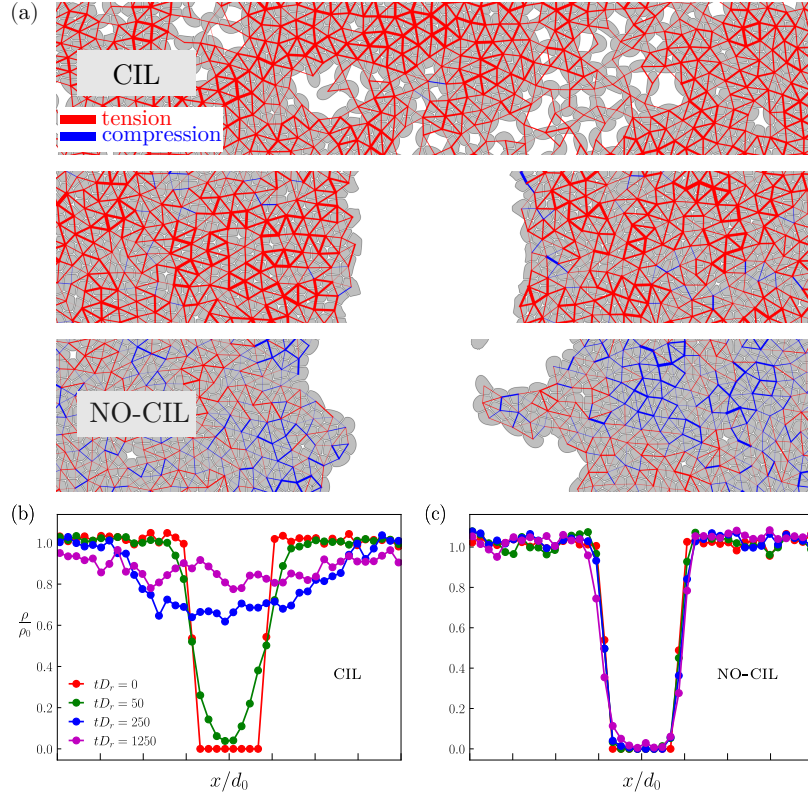 (a)
CIL
tension
compression
NO-CIL
(b)
(c)
1.0
0.8
0.6
0.4
0.2
0.0
ρ/ρ₀
CIL
tDᵣ = 0
tDᵣ = 50
tDᵣ = 250
tDᵣ = 1250
x/d₀
1.0
0.8
0.6
0.4
0.2
0.0
NO-CIL
x/d₀